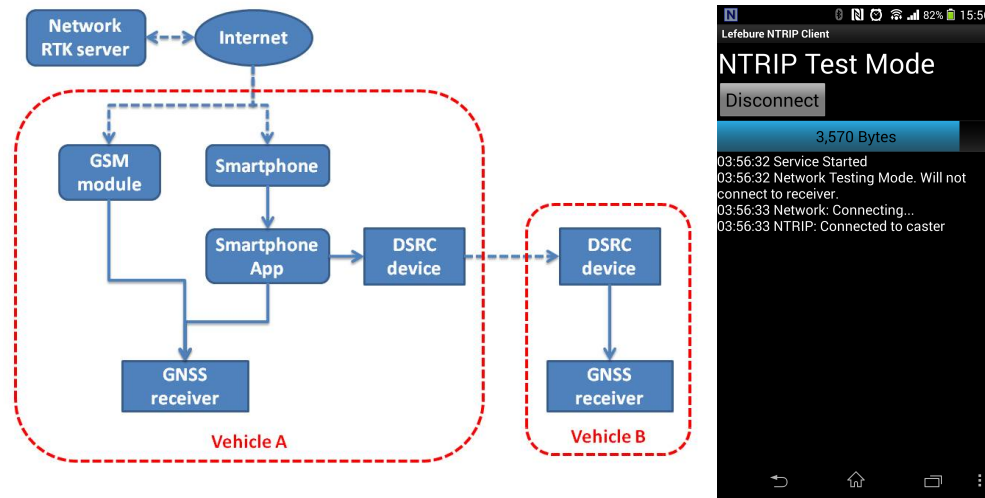 Network
RTK server
Internet
GSM
module
Smartphone
Smartphone
App
DSRC
device
DSRC
device
GNSS
receiver
GNSS
receiver
Vehicle A
Vehicle B
N
82%
Lefebure NTRIP Client
NTRIP Test Mode
Disconnect
3,570 Bytes
03:56:32 Service Started
03:56:32 Network Testing Mode. Will not
connect to receiver.
03:56:33 Network: Connecting...
03:56:33 NTRIP: Connected to caster